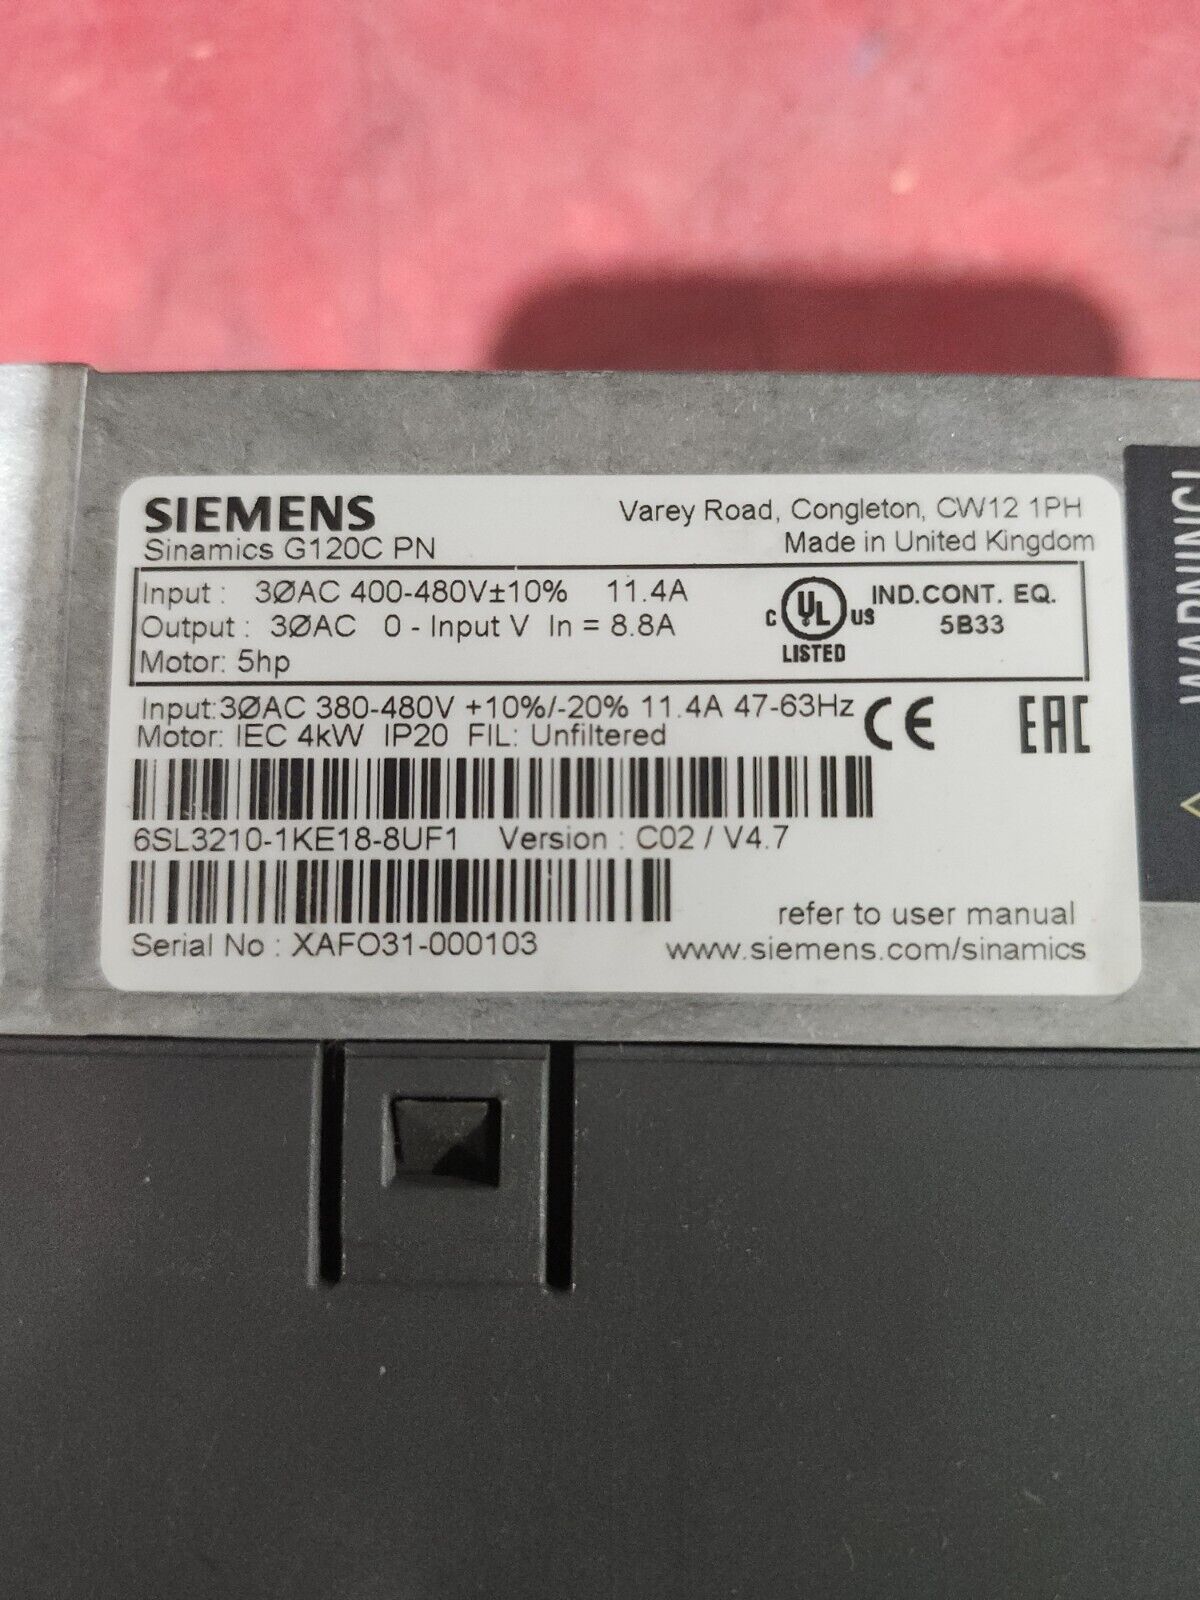 SIEMENS
Sinamics G120C PN
Varey Road, Congleton, CW12 1PH
Made in United Kingdom
Input : 3ØAC 400-480V±10% 11.4A
Output : 3ØAC 0 - Input V In = 8.8A
Motor: 5hp
C UL US
LISTED
IND.CONT. EQ.
5B33
Input:3ØAC 380-480V +10%/-20% 11.4A 47-63Hz
Motor: IEC 4kW IP20 FIL: Unfiltered
CE
EAC
6SL3210-1KE18-8UF1 Version : C02 / V4.7
Serial No : XAFO31-000103
refer to user manual
www.siemens.com/sinamics
WARNING!